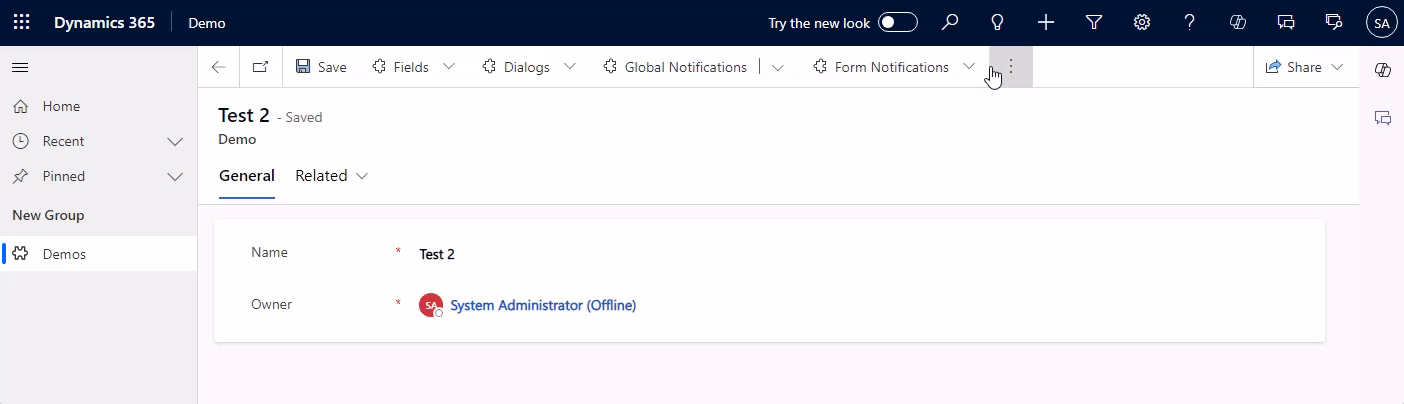 Dynamics 365 Demo Try the new look SA
Save Fields Dialogs Global Notifications Form Notifications Share
Home
Recent
Pinned
New Group
Demos
Test 2 - Saved
Demo
General Related
Name * Test 2
Owner * SA System Administrator (Offline)